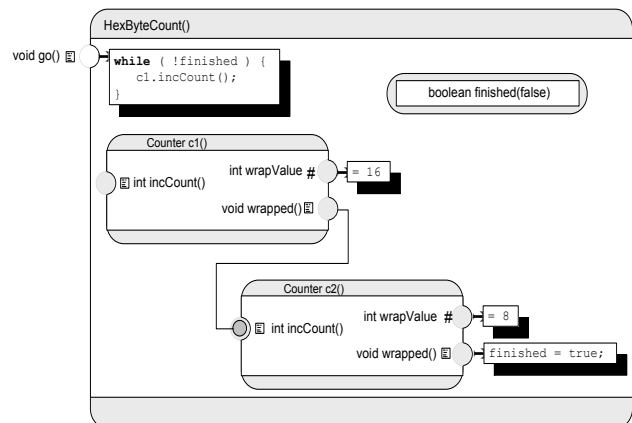 HexByteCount()
void go()
while ( !finished ) {
c1.incCount();
}
boolean finished(false)
Counter c1()
int wrapValue #
= 16
int incCount()
void wrapped()
Counter c2()
int wrapValue #
= 8
int incCount()
void wrapped()
finished = true;